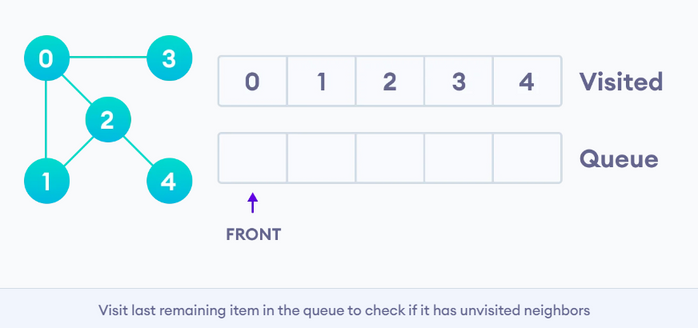 0 3
0 1 2 3 4 Visited
2
Queue
1 4
FRONT
Visit last remaining item in the queue to check if it has unvisited neighbors